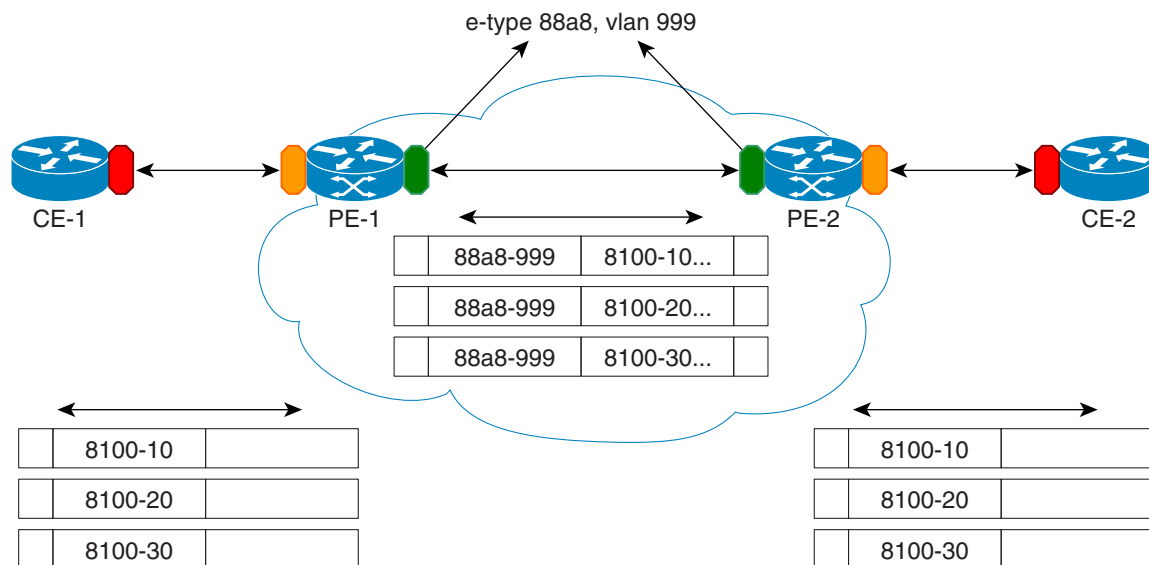 e-type 88a8, vlan 999
CE-1
PE-1
PE-2
CE-2
88a8-999 8100-10...
88a8-999 8100-20...
88a8-999 8100-30...
8100-10
8100-20
8100-30
8100-10
8100-20
8100-30